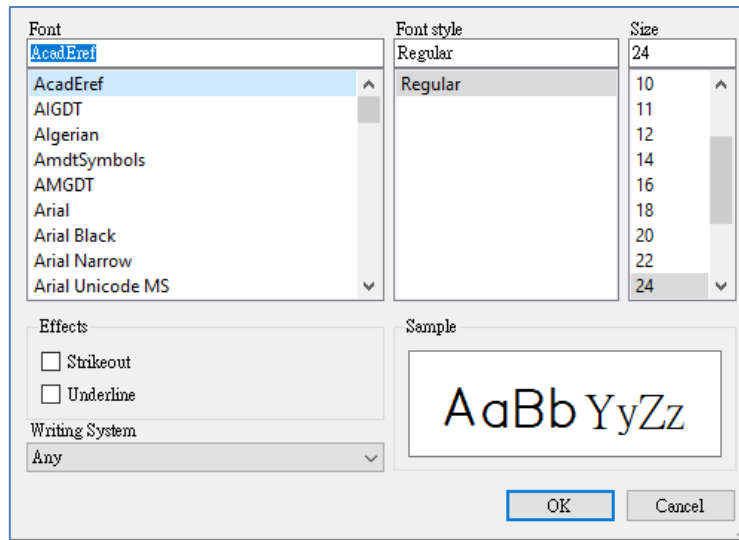 Font
AcadEref
AcadEref
AIGDT
Algerian
AmdtSymbols
AMGDT
Arial
Arial Black
Arial Narrow
Arial Unicode MS
Font style
Regular
Regular
Size
24
10
11
12
14
16
18
20
22
24
Effects
Strikeout
Underline
Writing System
Any
Sample
AaBbYyZz
OK
Cancel